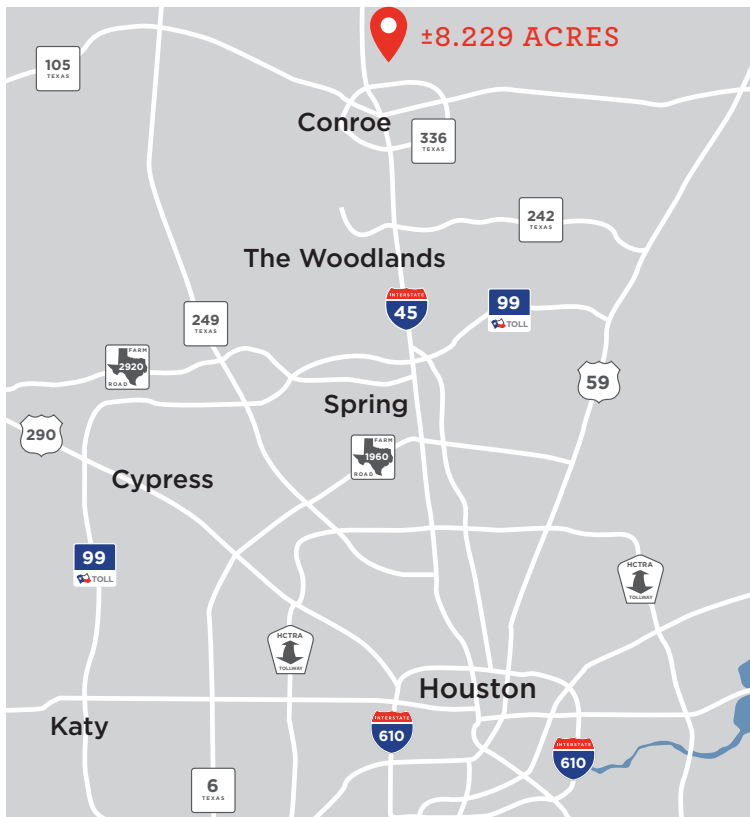 ±8.229 ACRES
105
TEXAS
Conroe
336
TEXAS
242
TEXAS
The Woodlands
INTERSTATE
45
99
TOLL
249
TEXAS
FARM
2920
ROAD
59
Spring
290
FARM
1960
ROAD
Cypress
99
TOLL
HCTRA
TOLLWAY
HCTRA
TOLLWAY
Houston
Katy
INTERSTATE
610
INTERSTATE
610
6
TEXAS